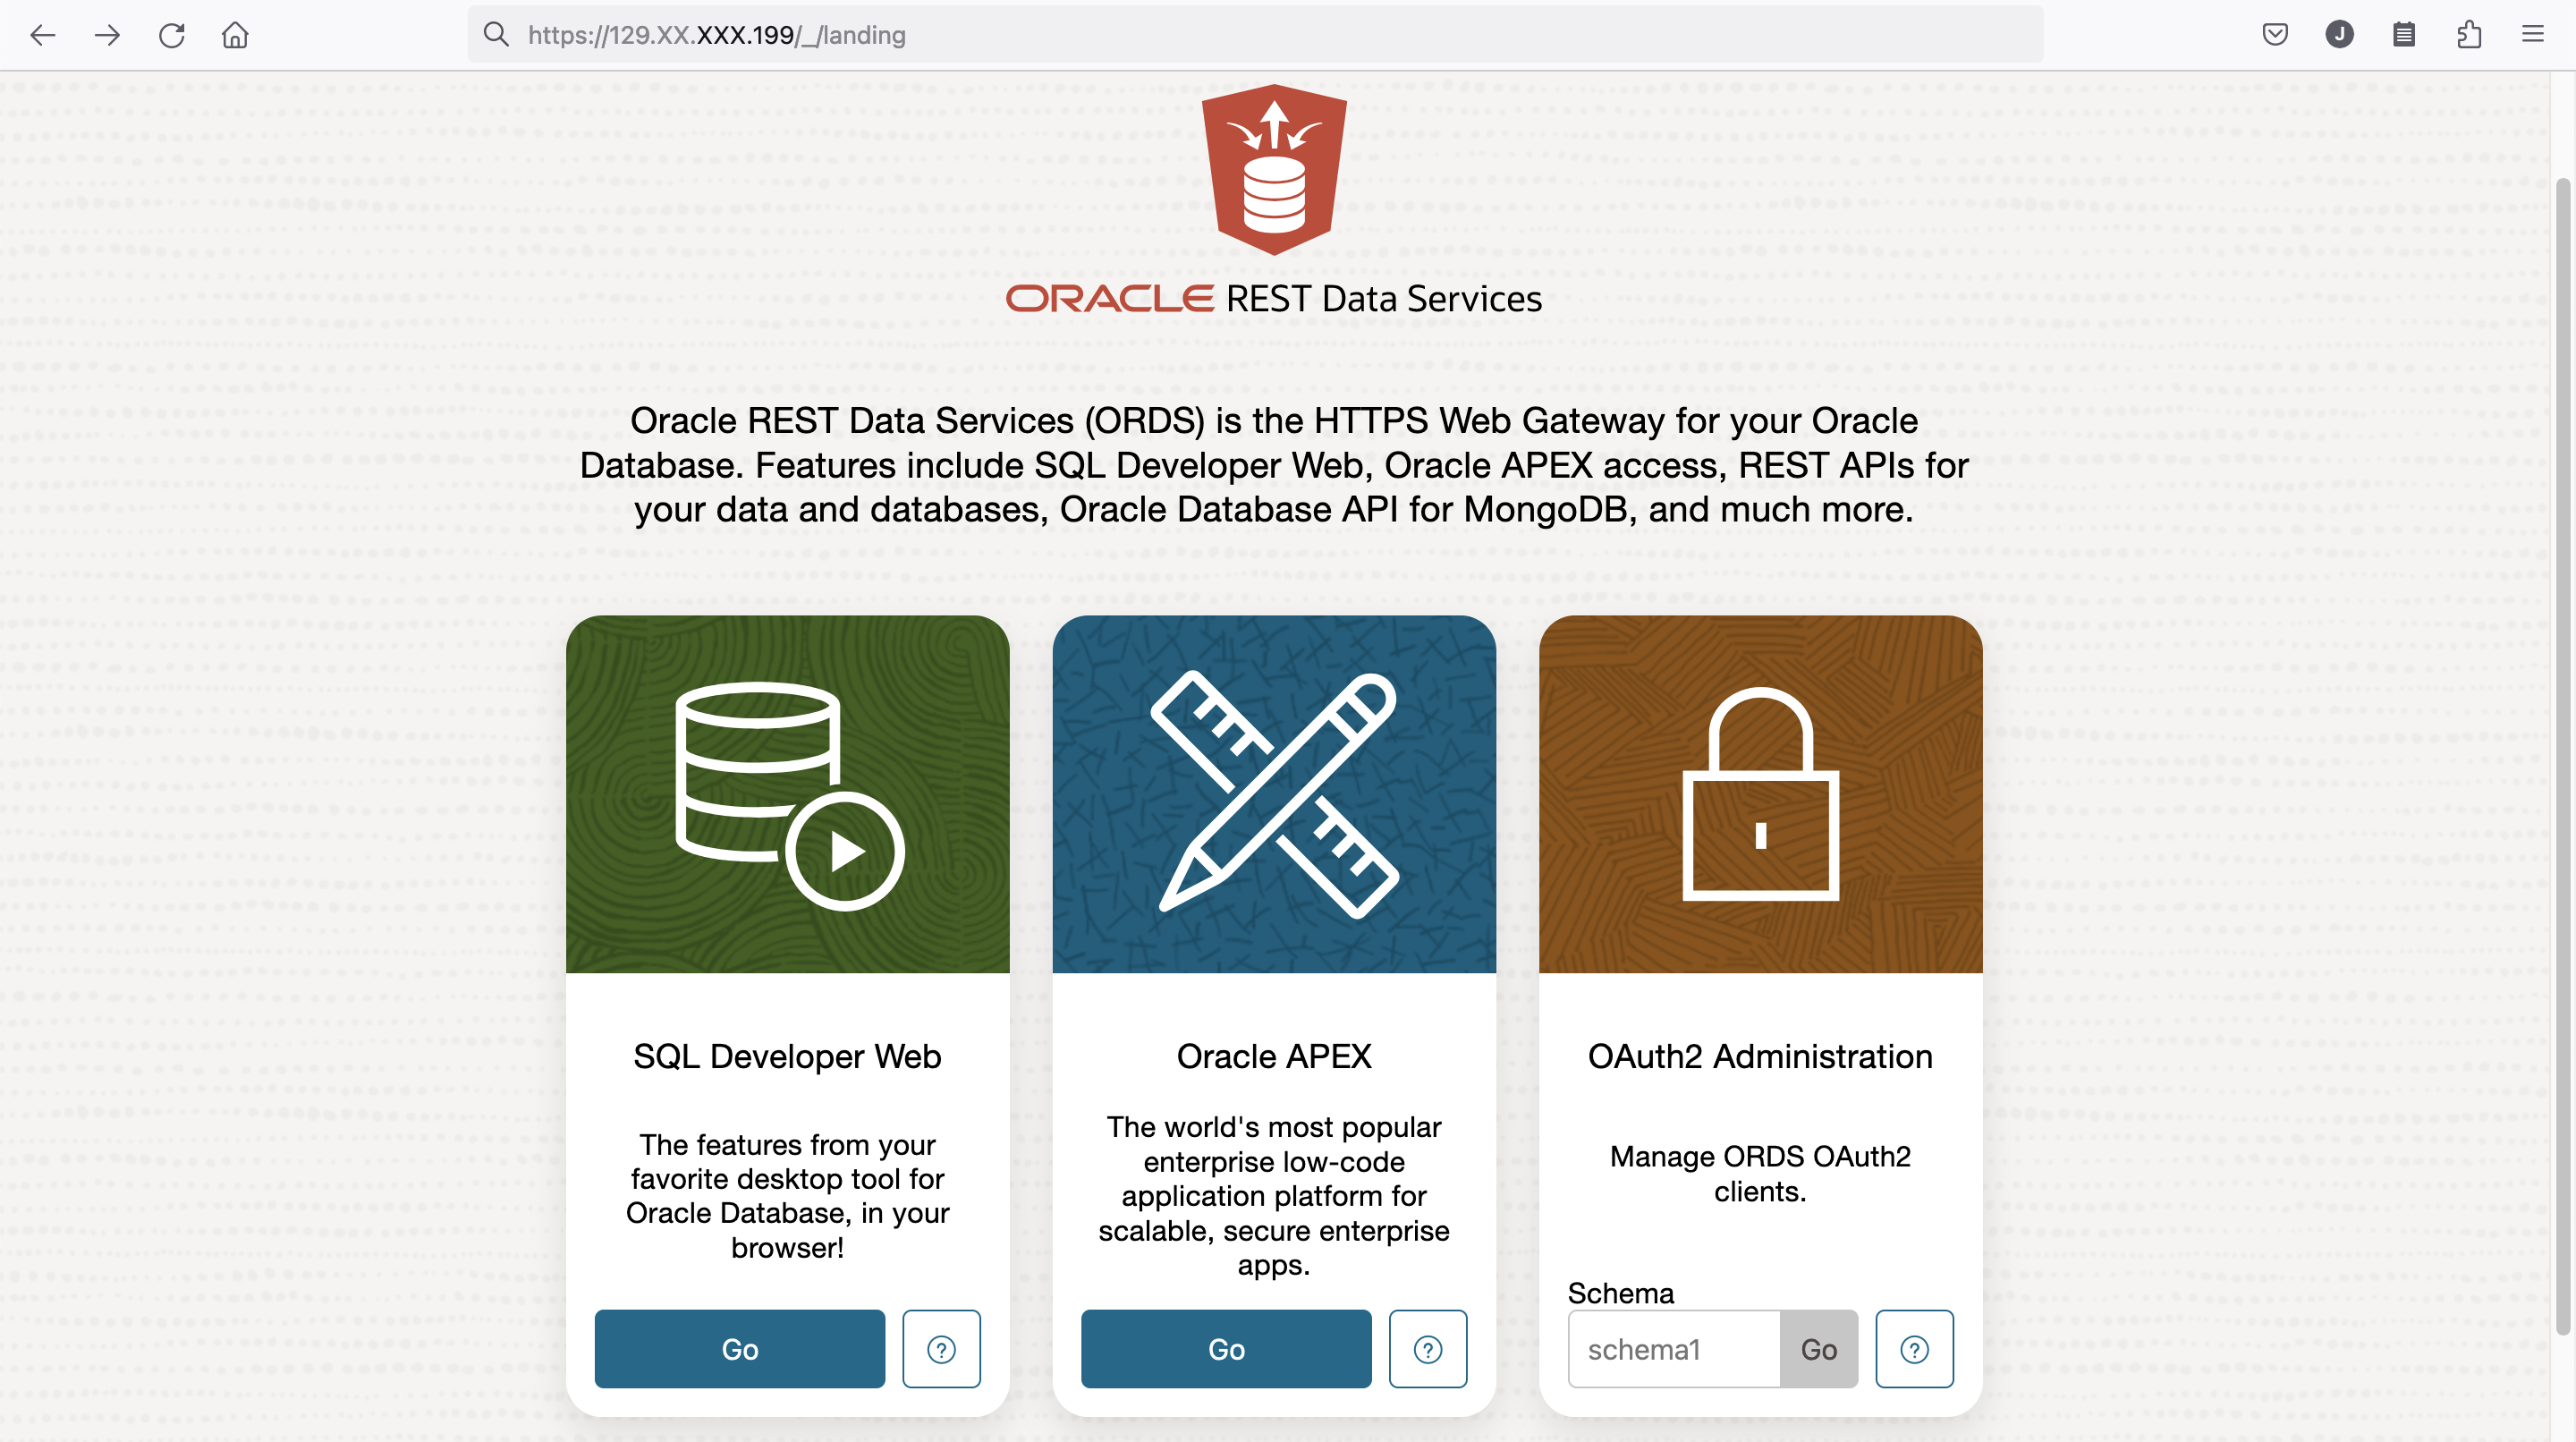 https://129.XX.XXX.199/_/landing
J
ORACLE REST Data Services
Oracle REST Data Services (ORDS) is the HTTPS Web Gateway for your Oracle
Database. Features include SQL Developer Web, Oracle APEX access, REST APIs for
your data and databases, Oracle Database API for MongoDB, and much more.
SQL Developer Web
The features from your
favorite desktop tool for
Oracle Database, in your
browser!
Go
?
Oracle APEX
The world's most popular
enterprise low-code
application platform for
scalable, secure enterprise
apps.
Go
?
OAuth2 Administration
Manage ORDS OAuth2
clients.
Schema
schema1
Go
?